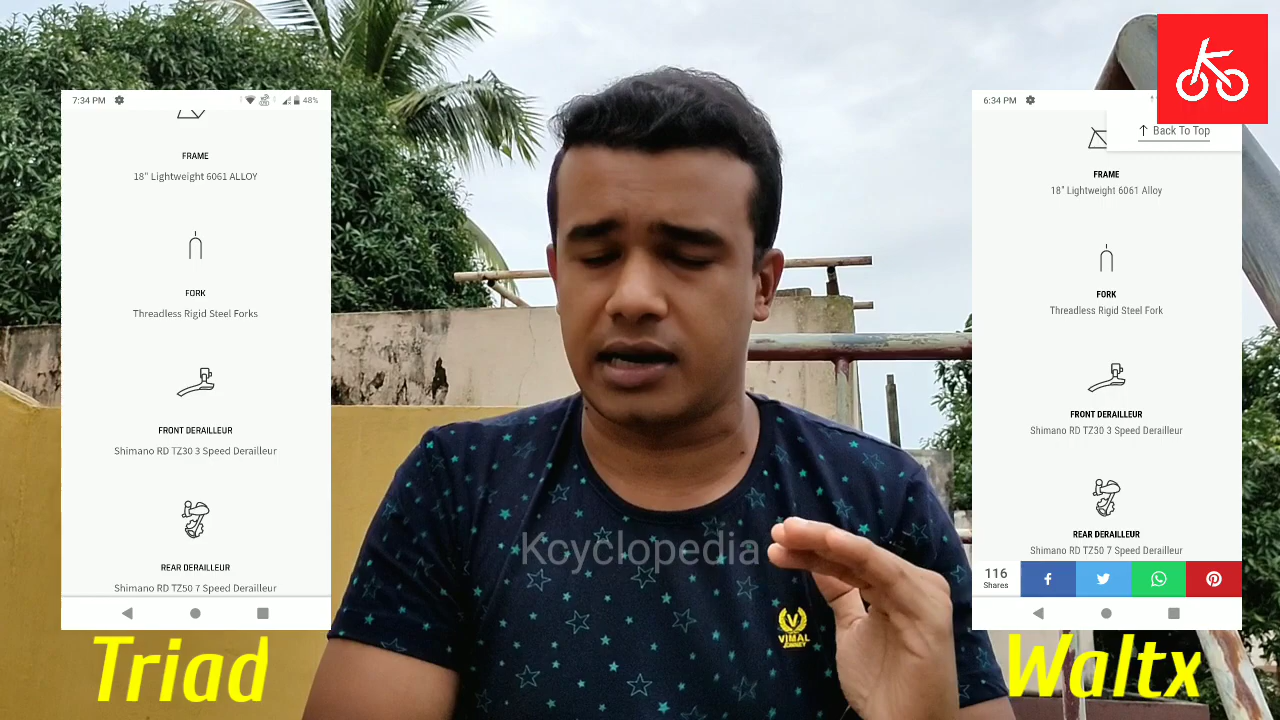 7:34 PM
48%
FRAME
18" Lightweight 6061 ALLOY
FORK
Threadless Rigid Steel Forks
FRONT DERAILLEUR
Shimano RD TZ30 3 Speed Derailleur
REAR DERAILLEUR
Shimano RD TZ50 7 Speed Derailleur
Triad
Kcyclopedia
VIMAL
6:34 PM
Back To Top
FRAME
18" Lightweight 6061 Alloy
FORK
Threadless Rigid Steel Fork
FRONT DERAILLEUR
Shimano RD TZ30 3 Speed Derailleur
REAR DERAILLEUR
Shimano RD TZ50 7 Speed Derailleur
116
Shares
Waltx